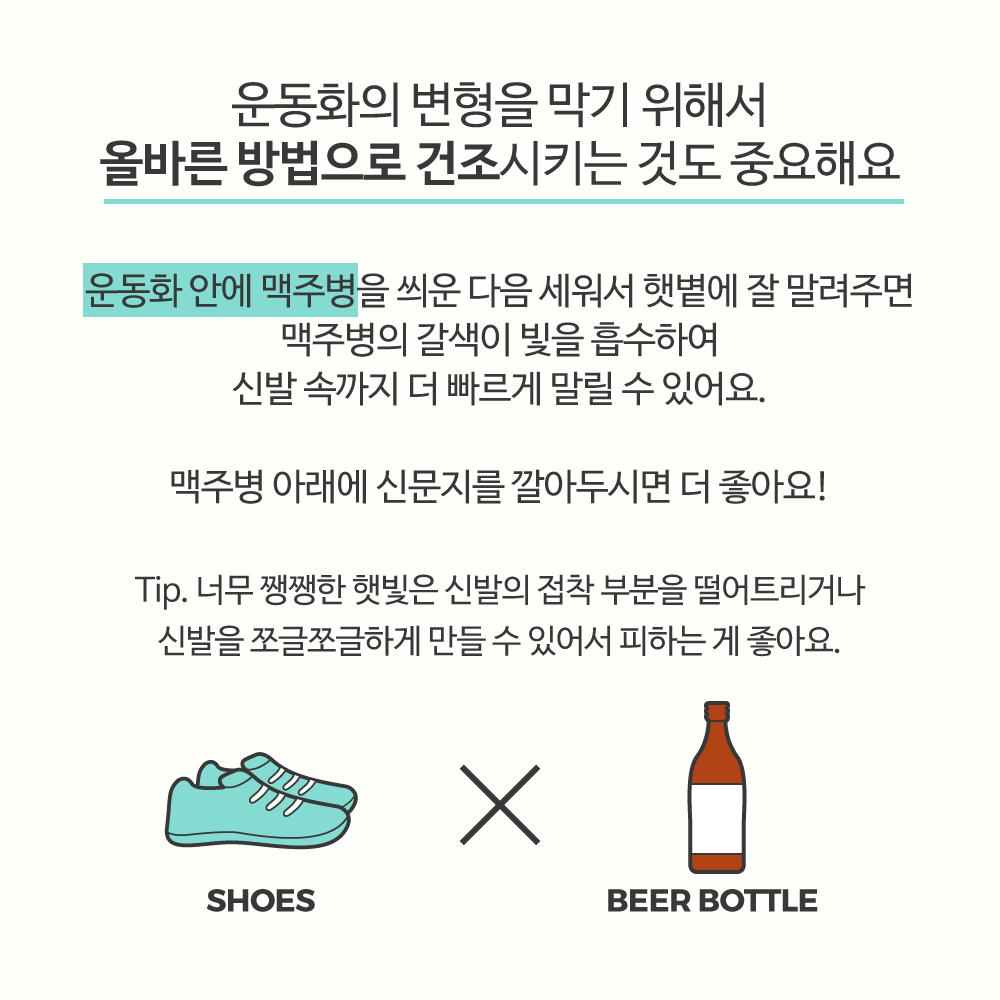 운동화의 변형을 막기 위해서
올바른 방법으로 건조시키는 것도 중요해요
운동화 안에 맥주병을 씌운 다음 세워서 햇볕에 잘 말려주면
맥주병의 갈색이 빛을 흡수하여
신발 속까지 더 빠르게 말릴 수 있어요.
맥주병 아래에 신문지를 깔아두시면 더 좋아요!
Tip. 너무 쨍쨍한 햇빛은 신발의 접착 부분을 떨어트리거나
신발을 쪼글쪼글하게 만들 수 있어서 피하는 게 좋아요.
SHOES
BEER BOTTLE